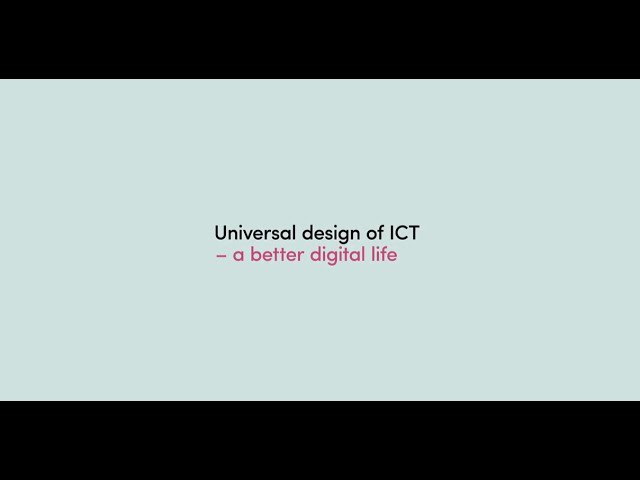 Universal design of ICT
– a better digital life